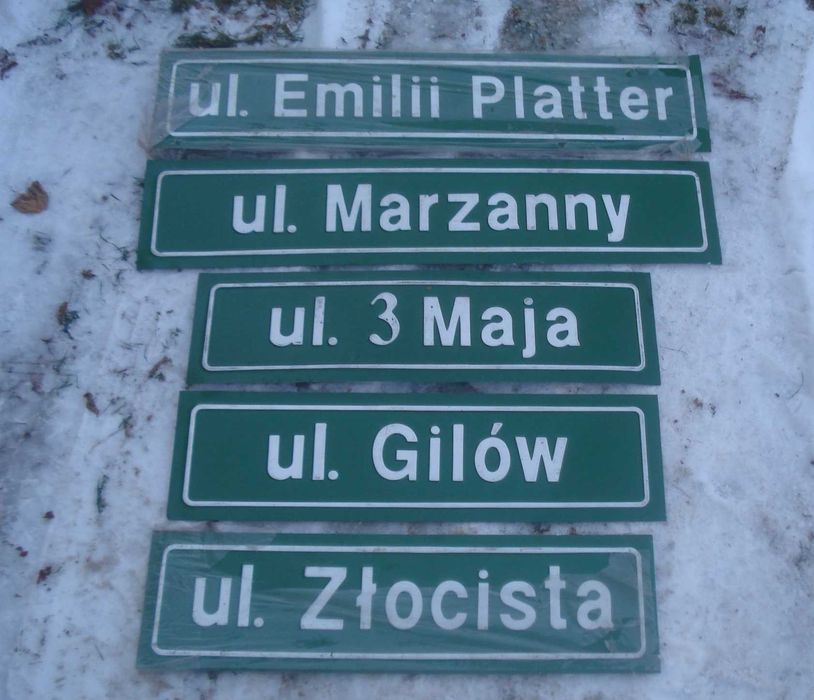 ul. Emilii Platter
ul. Marzanny
ul. 3 Maja
ul. Gilów
ul. Złocista